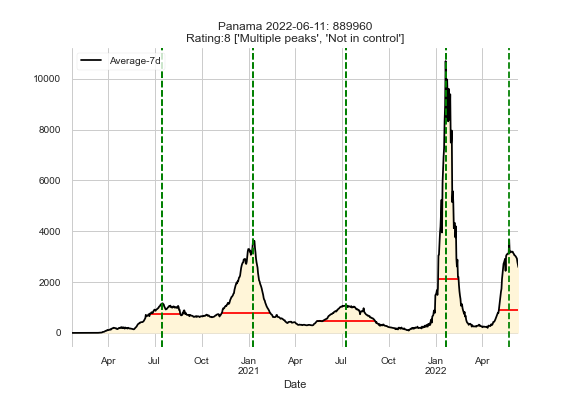 Panama 2022-06-11: 889960
Rating:8 ['Multiple peaks', 'Not in control']
Average-7d
10000
8000
6000
4000
2000
0
Apr Jul Oct Jan Apr Jul Oct Jan Apr
2021 2022
Date